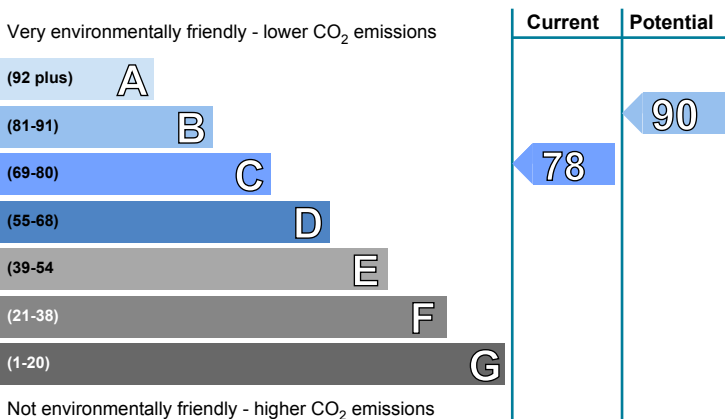 Current Potential
Very environmentally friendly - lower CO2 emissions
(92 plus) A
(81-91) B 90
(69-80) C 78
(55-68) D
(39-54 E
(21-38) F
(1-20) G
Not environmentally friendly - higher CO2 emissions